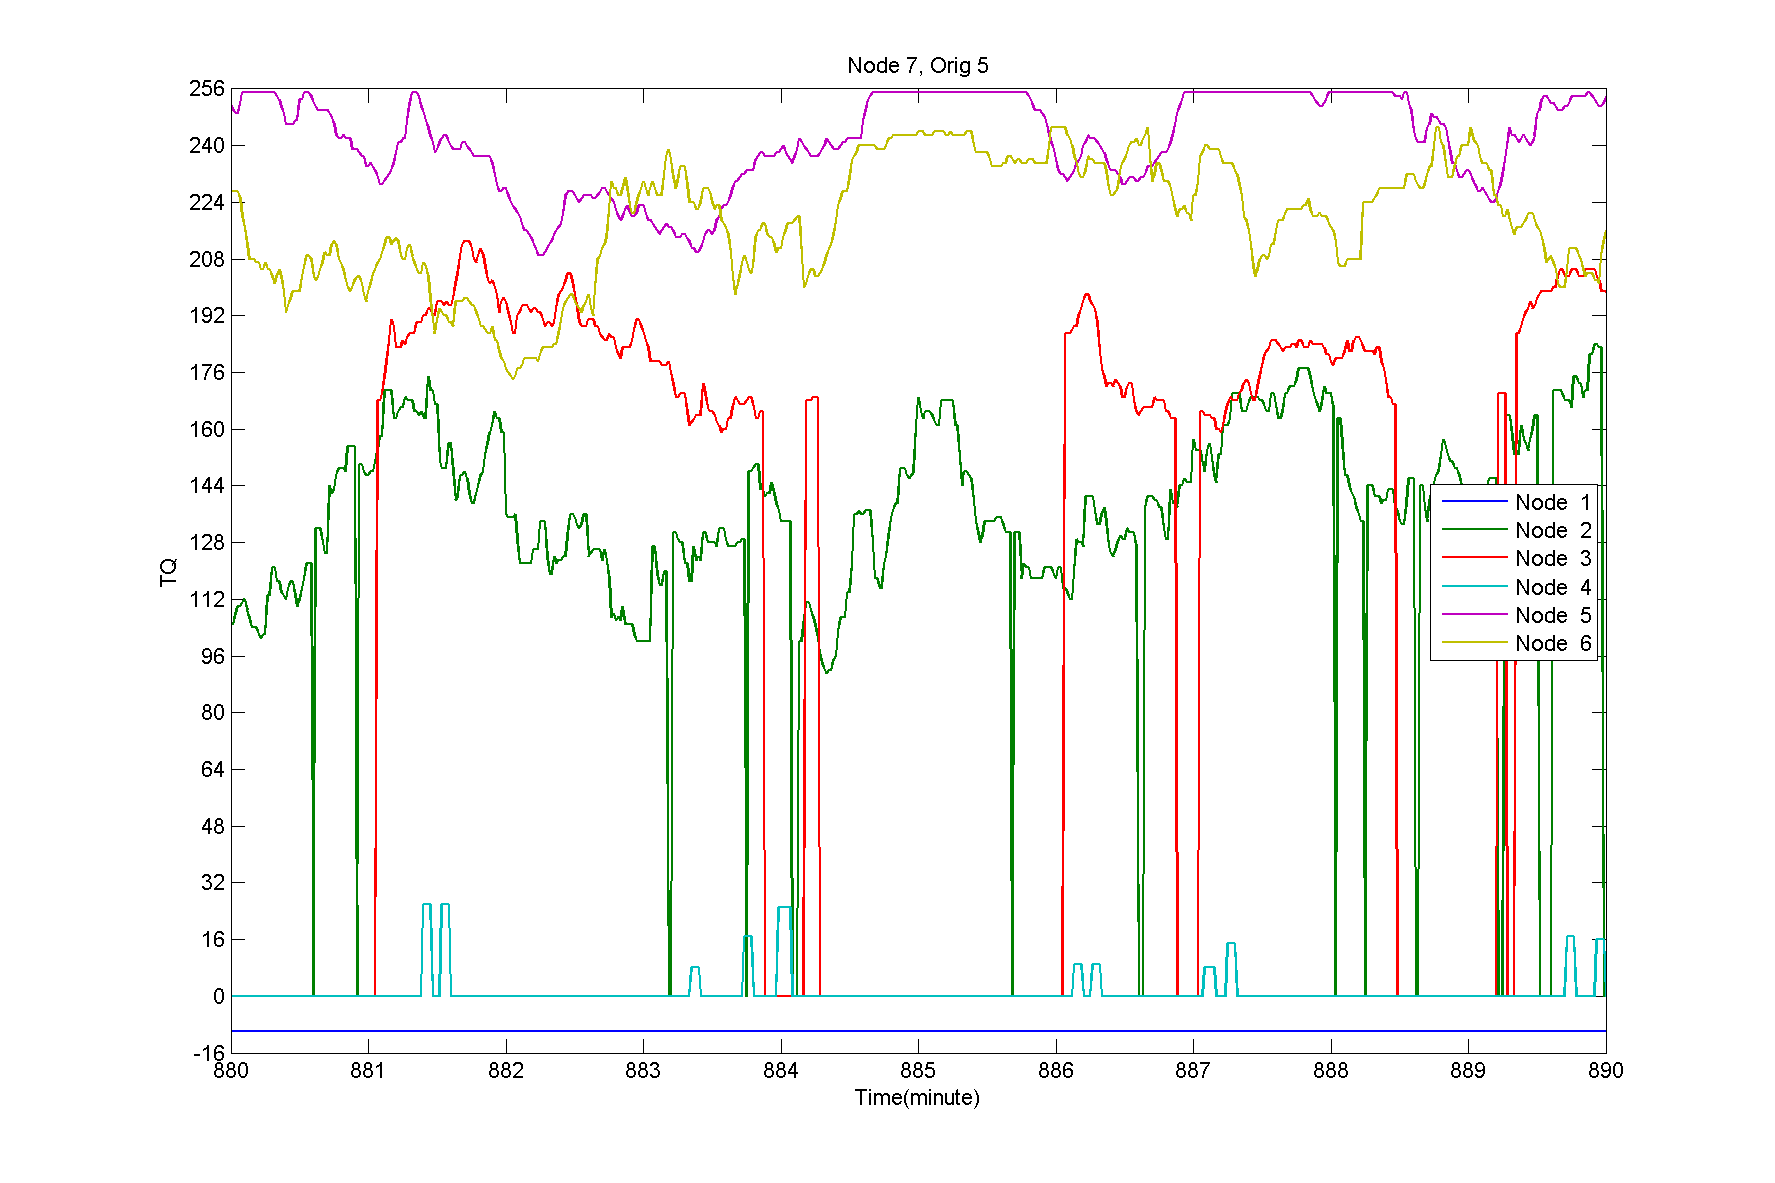 Node 7, Orig 5
256
240
224
208
192
176
160
144
128
112
96
80
64
48
32
16
0
-16
TQ
Node 1
Node 2
Node 3
Node 4
Node 5
Node 6
880 881 882 883 884 885 886 887 888 889 890
Time(minute)